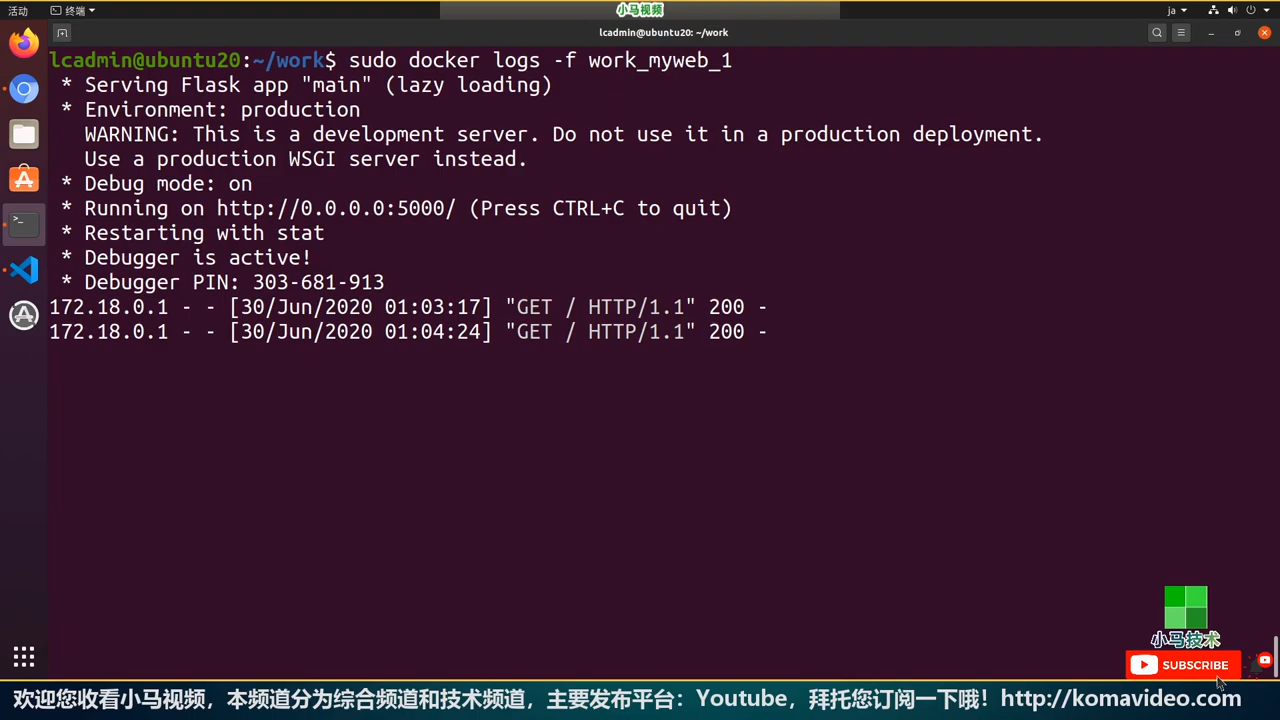 活动
终端
小马视频
ja
lcadmin@ubuntu20: ~/work
lcadmin@ubuntu20:~/work$ sudo docker logs -f work_myweb_1
* Serving Flask app "main" (lazy loading)
* Environment: production
WARNING: This is a development server. Do not use it in a production deployment.
Use a production WSGI server instead.
* Debug mode: on
* Running on http://0.0.0.0:5000/ (Press CTRL+C to quit)
* Restarting with stat
* Debugger is active!
* Debugger PIN: 303-681-913
172.18.0.1 - - [30/Jun/2020 01:03:17] "GET / HTTP/1.1" 200 -
172.18.0.1 - - [30/Jun/2020 01:04:24] "GET / HTTP/1.1" 200 -
小马技术
SUBSCRIBE
欢迎您收看小马视频，本频道分为综合频道和技术频道，主要发布平台：Youtube，拜托您订阅一下哦！http://komavideo.com